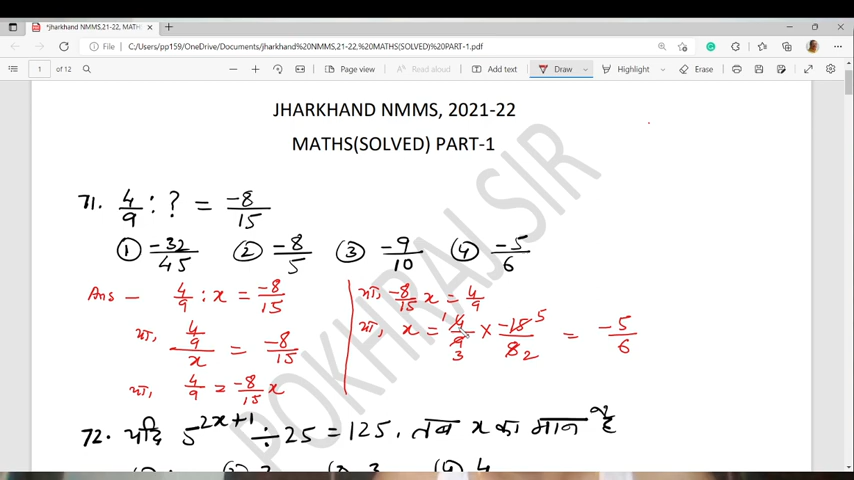 *jharkhand NMMS, 21-22, MATHS
File
C:/Users/pp159/OneDrive/Documents/jharkhand%20NMMS,21-22,%20MATHS(SOLVED)%20PART-1.pdf
1 of 12
Page view
Read aloud
Add text
Draw
Highlight
Erase
JHARKHAND NMMS, 2021-22
MATHS(SOLVED) PART-1
POKHRAJ SIR
71. 4/9 : ? = -8/15
① -32/45 ② -8/5 ③ -9/10 ④ -5/6
Ans - 4/9 : x = -8/15
या, (4/9)/x = -8/15
या, 4/9 = -8/15 x
या, -8/15 x = 4/9
या, x = 4/9 × -15/8 = -5/6
72. यदि 5^(2x+1) ÷ 25 = 125, तब x का मान है